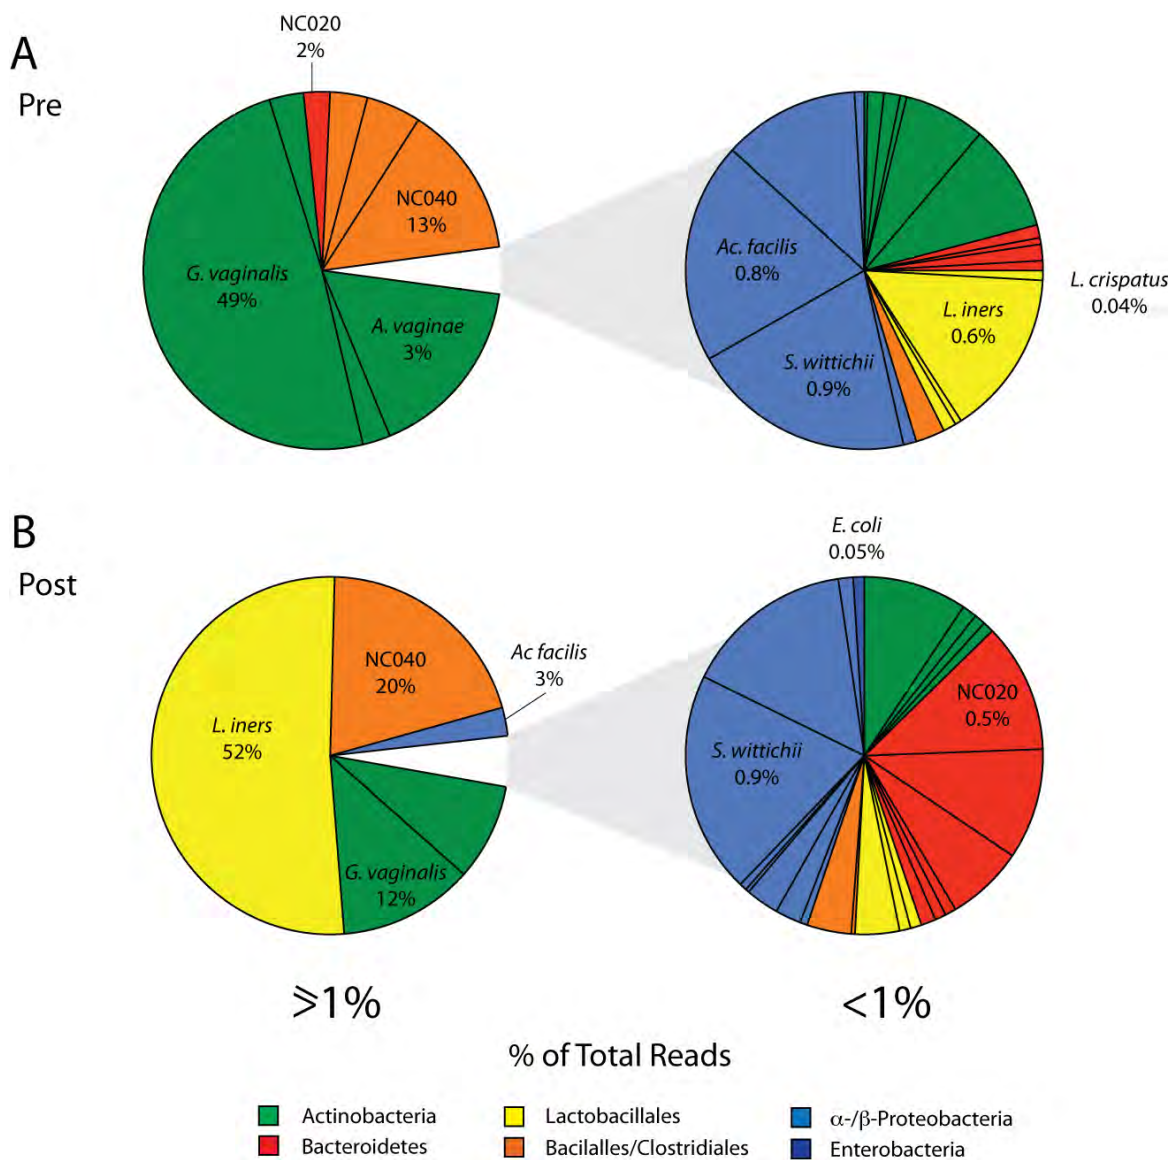 A
Pre
NC020
2%
NC040
13%
G. vaginalis
49%
A. vaginae
3%
Ac. facilis
0.8%
L. crispatus
0.04%
L. iners
0.6%
S. wittichii
0.9%
B
Post
E. coli
0.05%
NC040
20%
Ac facilis
3%
L. iners
52%
G. vaginalis
12%
NC020
0.5%
S. wittichii
0.9%
⩾1%
<1%
% of Total Reads
Actinobacteria
Lactobacillales
α-/β-Proteobacteria
Bacteroidetes
Bacilalles/Clostridiales
Enterobacteria